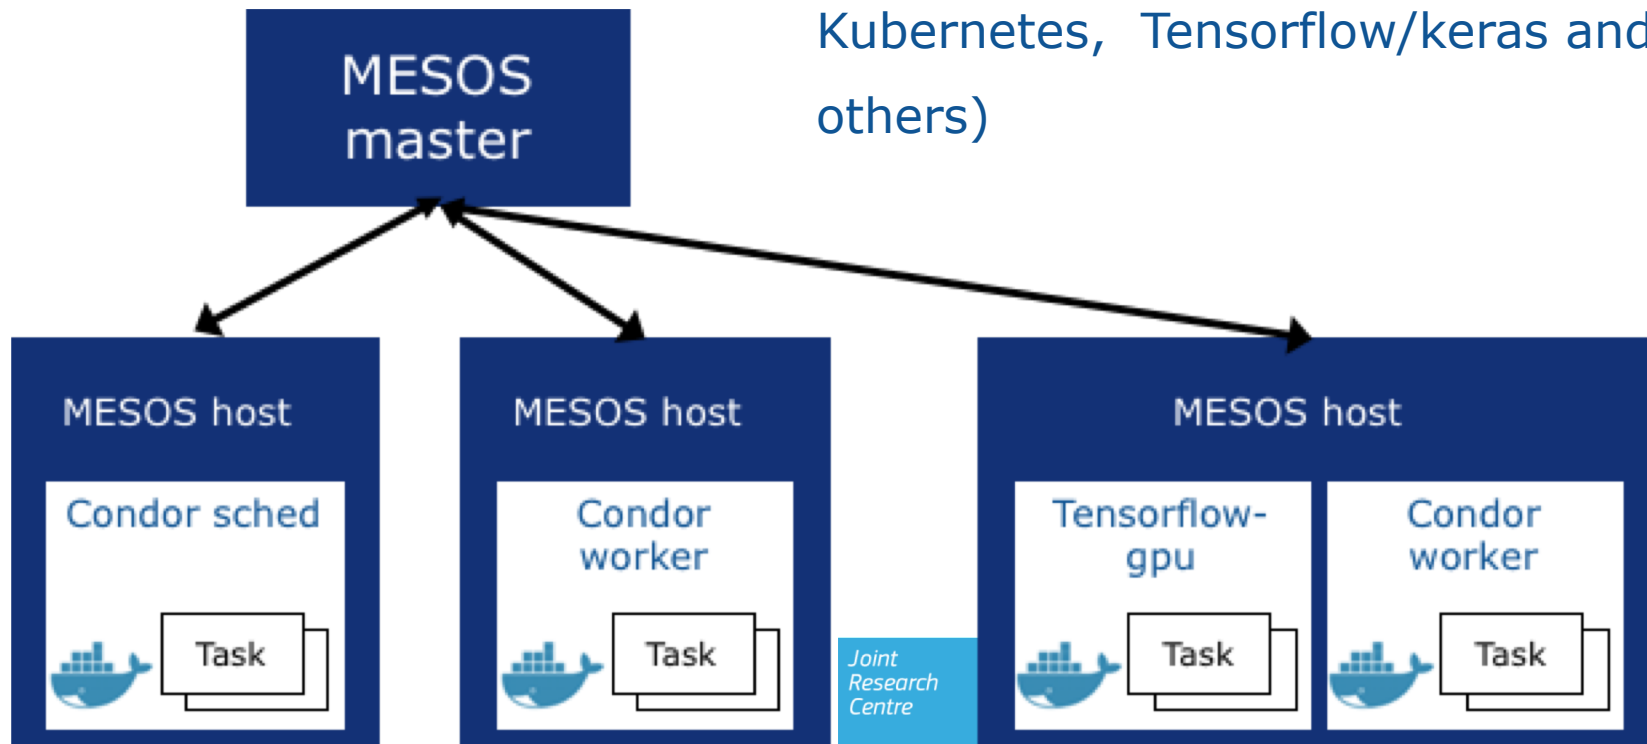 Kubernetes, Tensorflow/keras and
others)
MESOS
master
MESOS host
MESOS host
MESOS host
Condor sched
Condor
worker
Tensorflow-
gpu
Condor
worker
Task
Task
Task
Task
Joint
Research
Centre